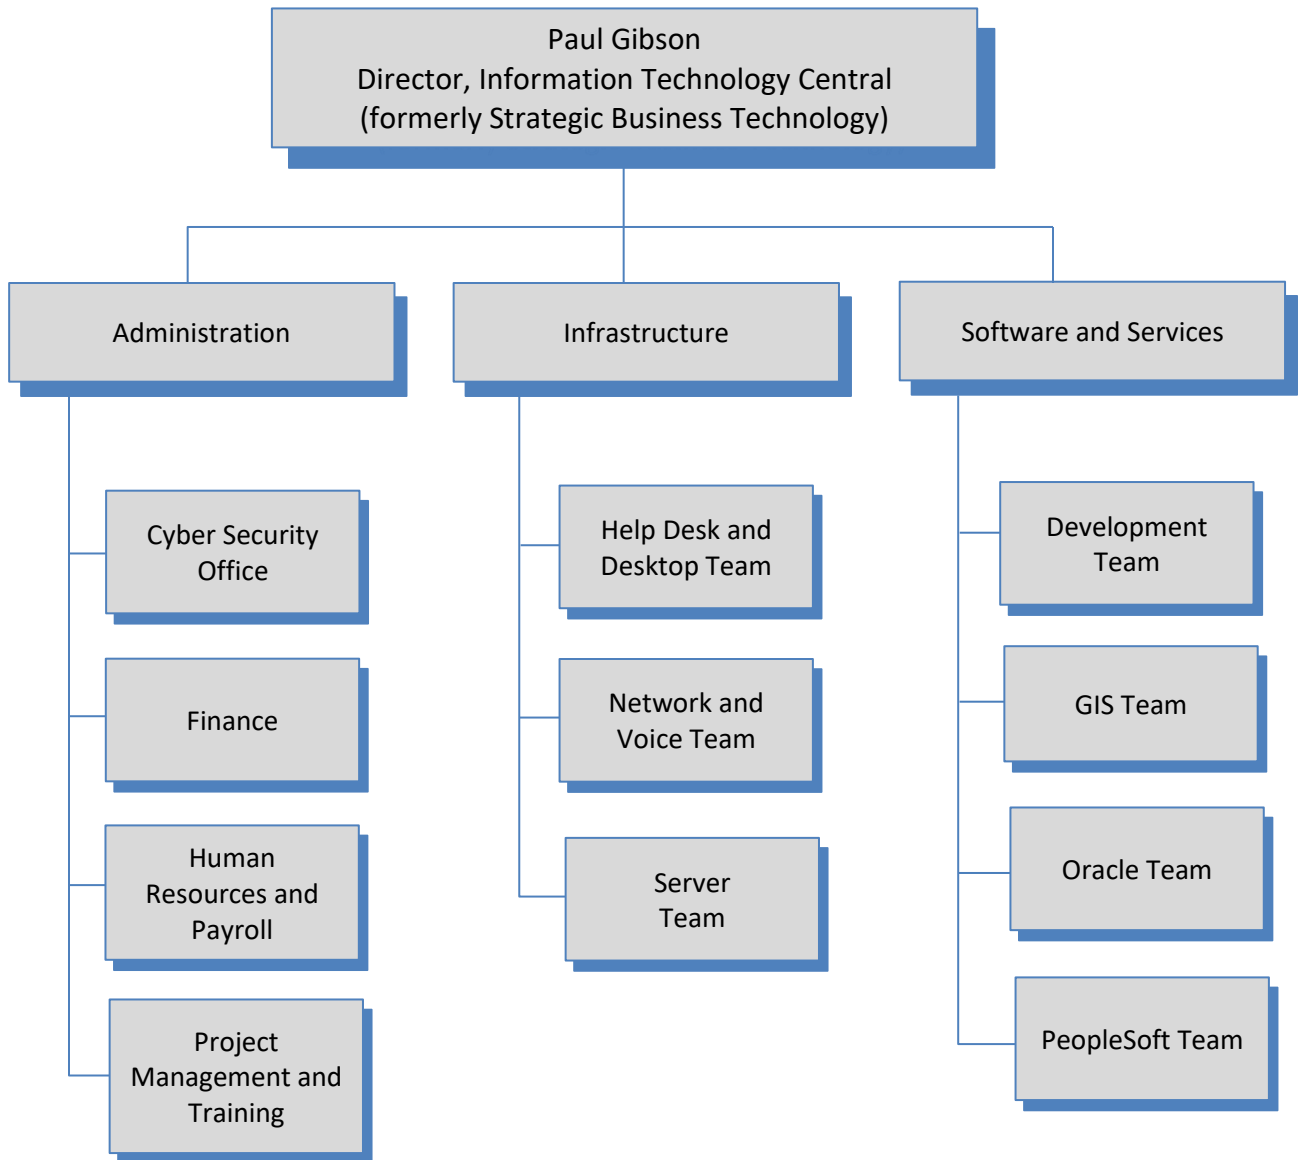 Paul Gibson
Director, Information Technology Central
(formerly Strategic Business Technology)
Administration
Infrastructure
Software and Services
Cyber Security
Office
Finance
Human
Resources and
Payroll
Project
Management and
Training
Help Desk and
Desktop Team
Network and
Voice Team
Server
Team
Development
Team
GIS Team
Oracle Team
PeopleSoft Team